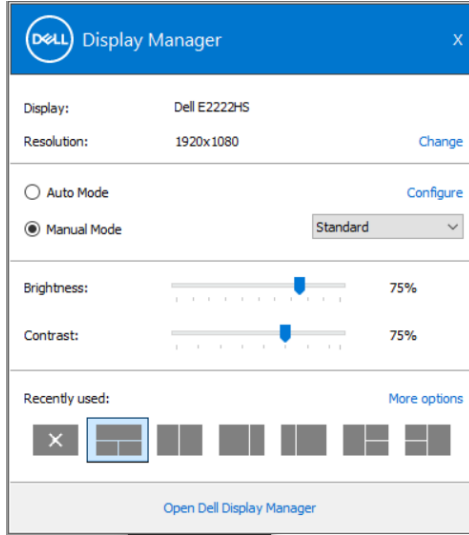 DELL Display Manager X
Display: Dell E2222HS
Resolution: 1920x1080 Change
Auto Mode Configure
Manual Mode Standard
Brightness: 75%
Contrast: 75%
Recently used: More options
Open Dell Display Manager